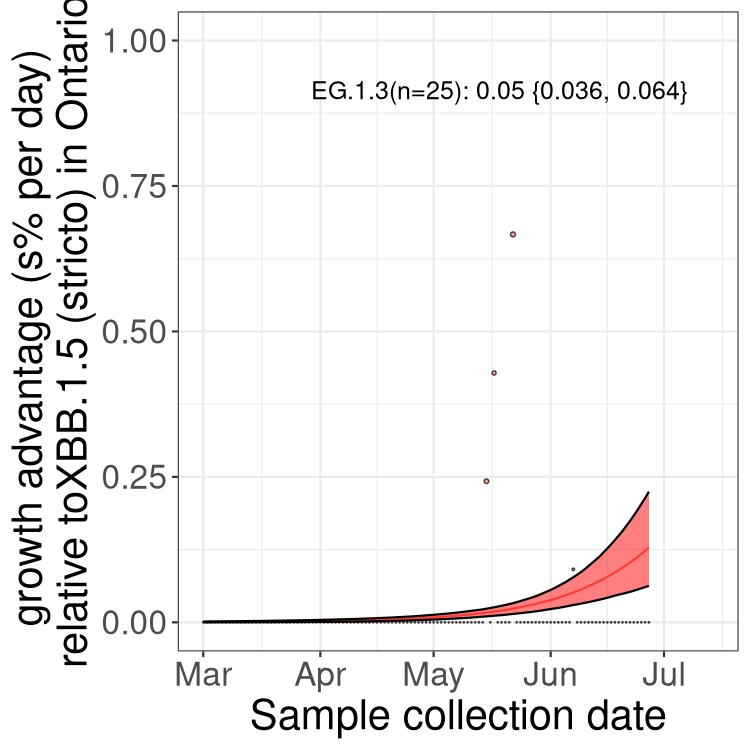 growth advantage (s% per day)
relative toXBB.1.5 (stricto) in Ontario
1.00
0.75
0.50
0.25
0.00
EG.1.3(n=25): 0.05 {0.036, 0.064}
Mar Apr May Jun Jul
Sample collection date